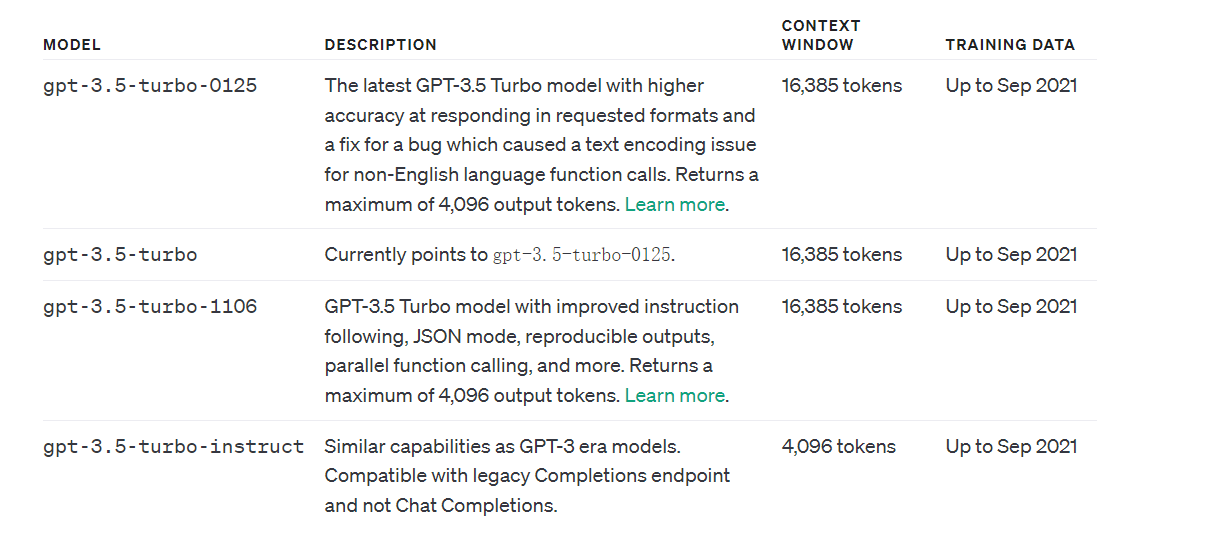 MODEL DESCRIPTION CONTEXT WINDOW TRAINING DATA
gpt-3.5-turbo-0125 The latest GPT-3.5 Turbo model with higher 16,385 tokens Up to Sep 2021
accuracy at responding in requested formats and
a fix for a bug which caused a text encoding issue
for non-English language function calls. Returns a
maximum of 4,096 output tokens. Learn more.
gpt-3.5-turbo Currently points to gpt-3.5-turbo-0125. 16,385 tokens Up to Sep 2021
gpt-3.5-turbo-1106 GPT-3.5 Turbo model with improved instruction 16,385 tokens Up to Sep 2021
following, JSON mode, reproducible outputs,
parallel function calling, and more. Returns a
maximum of 4,096 output tokens. Learn more.
gpt-3.5-turbo-instruct Similar capabilities as GPT-3 era models. 4,096 tokens Up to Sep 2021
Compatible with legacy Completions endpoint
and not Chat Completions.